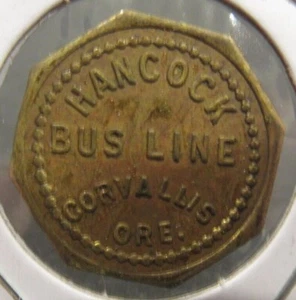 HANCOCK
BUS LINE
CORVALLIS
ORE.